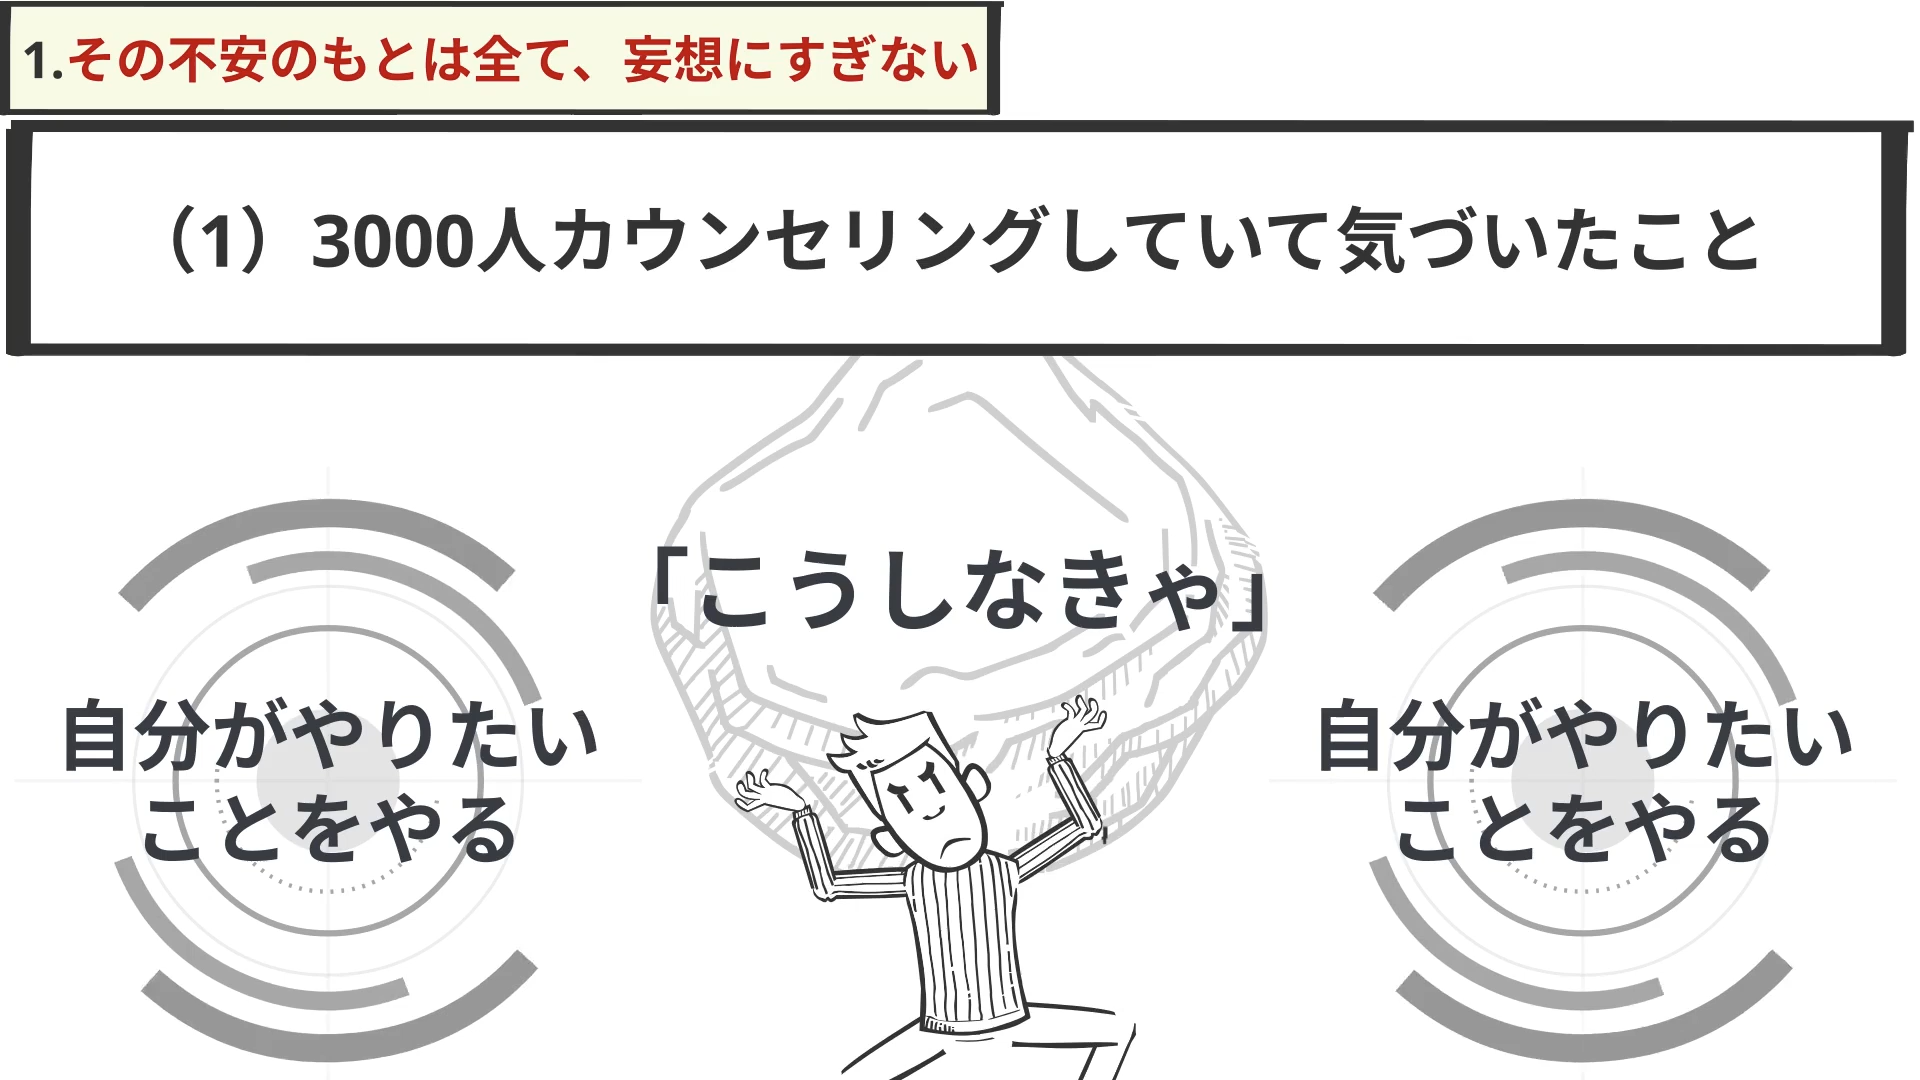 1.その不安のもとは全て、妄想にすぎない
（1）3000人カウンセリングしていて気づいたこと
「こうしなきゃ」
自分がやりたい
ことをやる
自分がやりたい
ことをやる